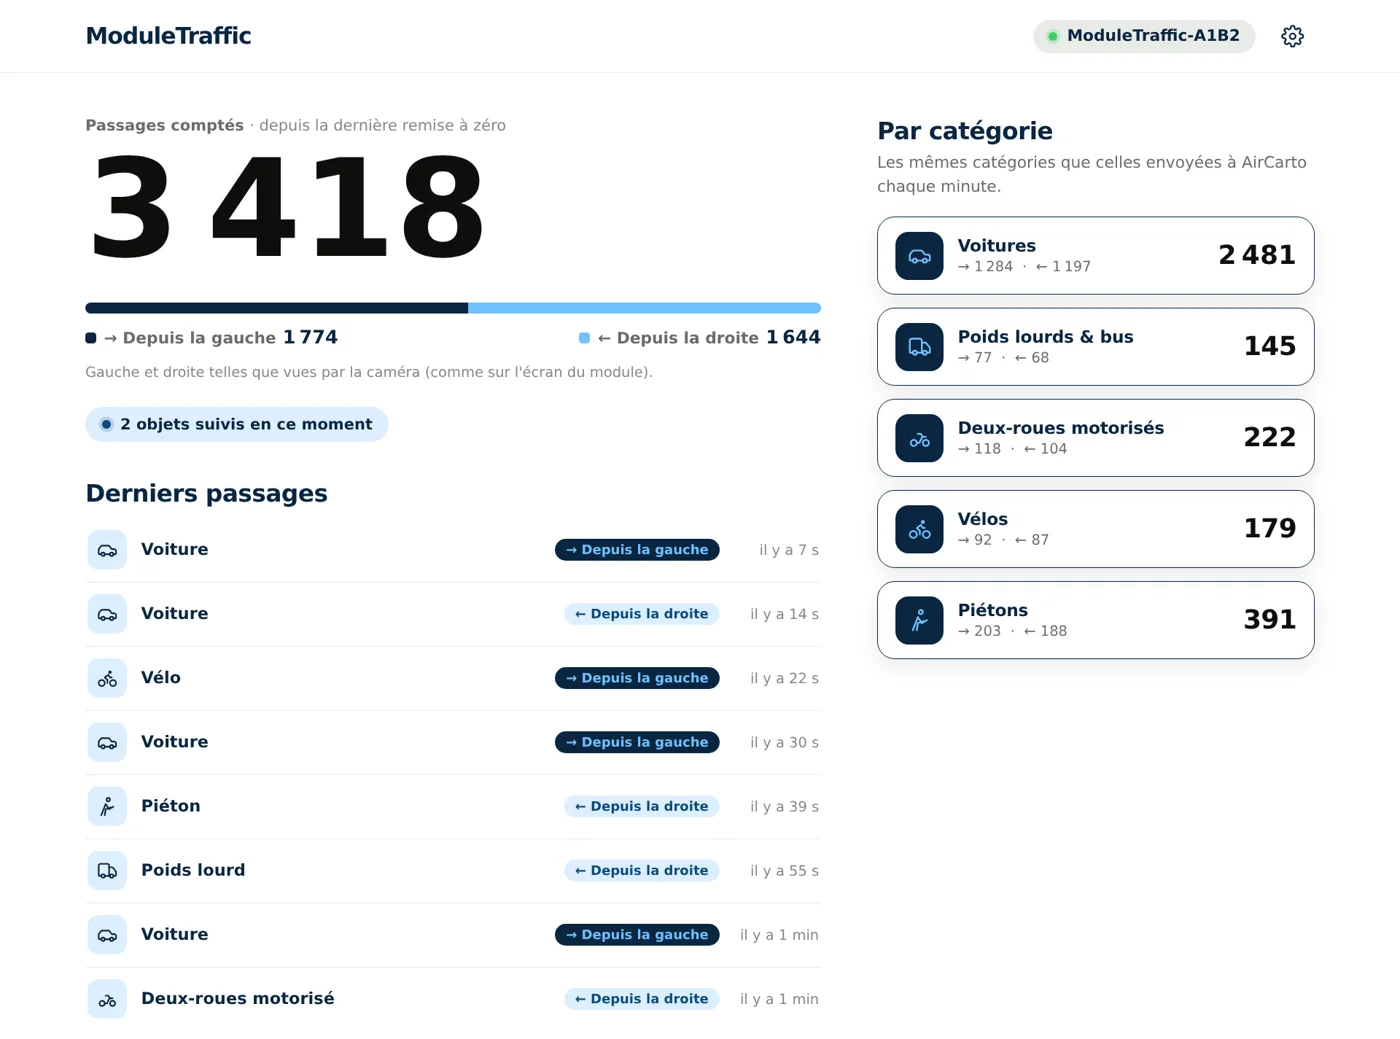 ModuleTraffic
ModuleTraffic-A1B2
Passages comptés · depuis la dernière remise à zéro
3 418
→ Depuis la gauche 1 774
← Depuis la droite 1 644
Gauche et droite telles que vues par la caméra (comme sur l'écran du module).
2 objets suivis en ce moment
Derniers passages
Voiture → Depuis la gauche il y a 7 s
Voiture ← Depuis la droite il y a 14 s
Vélo → Depuis la gauche il y a 22 s
Voiture → Depuis la gauche il y a 30 s
Piéton ← Depuis la droite il y a 39 s
Poids lourd ← Depuis la droite il y a 55 s
Voiture → Depuis la gauche il y a 1 min
Deux-roues motorisé ← Depuis la droite il y a 1 min
Par catégorie
Les mêmes catégories que celles envoyées à AirCarto
chaque minute.
Voitures
→ 1 284 · ← 1 197
2 481
Poids lourds & bus
→ 77 · ← 68
145
Deux-roues motorisés
→ 118 · ← 104
222
Vélos
→ 92 · ← 87
179
Piétons
→ 203 · ← 188
391